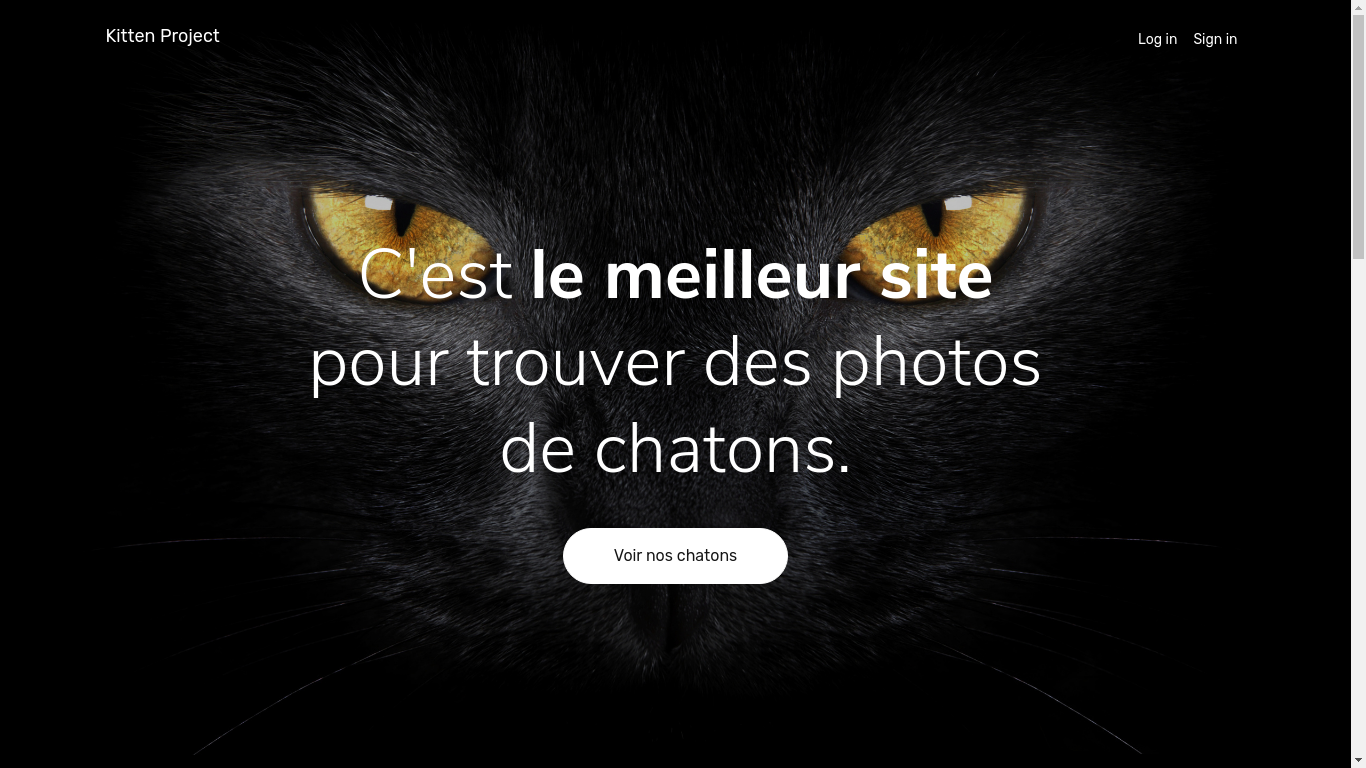 Kitten Project
Log in Sign in
C'est le meilleur site
pour trouver des photos
de chatons.
Voir nos chatons